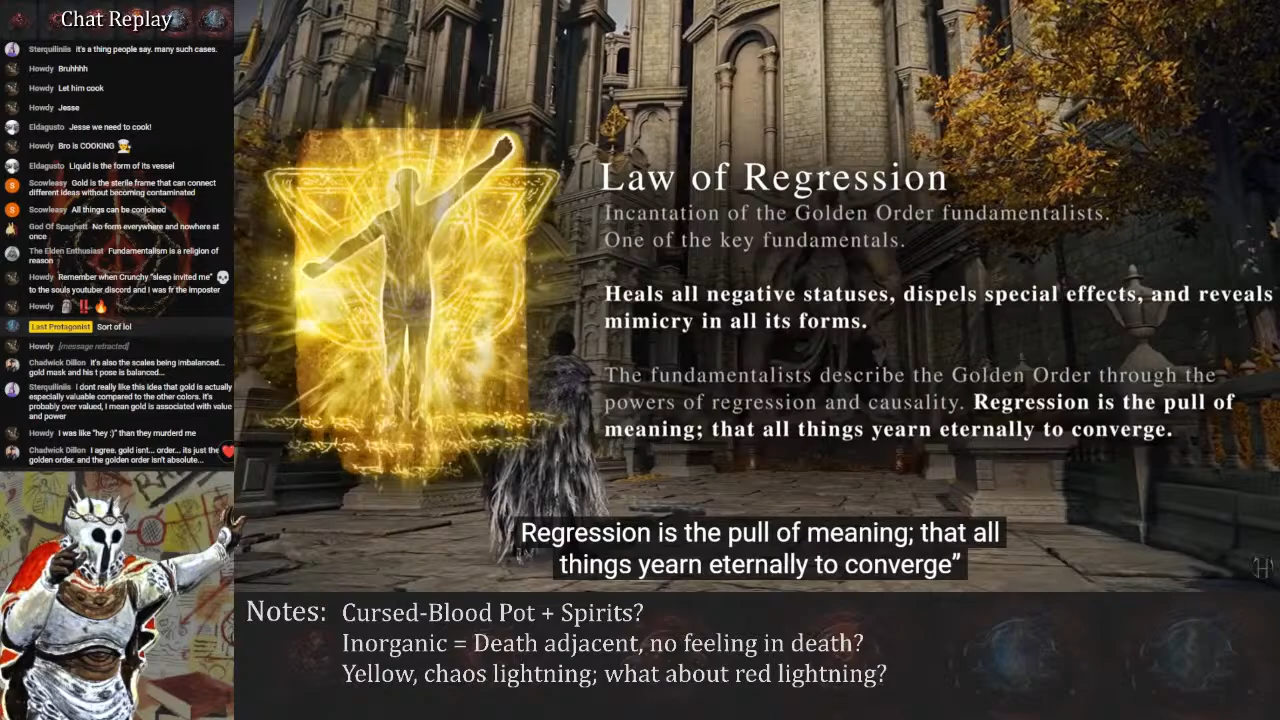 Chat Replay
Sterquiliniis it's a thing people say. many such cases.
Howdy Bruhhhh
Howdy Let him cook
Howdy Jesse
Eldagusto Jesse we need to cook!
Howdy Bro is COOKING
Eldagusto Liquid is the form of its vessel
Scowleasy Gold is the sterile frame that can connect
different ideas without becoming contaminated
Scowleasy All things can be conjoined
God Of Spaghett No form everywhere and nowhere at
once
The Elden Enthusiast Fundamentalism is a religion of
reason
Howdy Remember when Crunchy "sleep invited me"
to the souls youtuber discord and I was fr the imposter
Howdy
Last Protagonist Sort of lol
Howdy [message retracted]
Chadwick Dillon it's also the scales being imbalanced...
gold mask and his t pose is balanced...
Sterquiliniis I dont really like this idea that gold is actually
especially valuable compared to the other colors. it's
probably over valued, I mean gold is associated with value
and power
Howdy I was like "hey :)" than they murderd me
Chadwick Dillon I agree. gold isnt... order... its just the
golden order. and the golden order isn't absolute...
Law of Regression
Incantation of the Golden Order fundamentalists.
One of the key fundamentals.
Heals all negative statuses, dispels special effects, and reveals
mimicry in all its forms.
The fundamentalists describe the Golden Order through the
powers of regression and causality. Regression is the pull of
meaning; that all things yearn eternally to converge.
Regression is the pull of meaning; that all
things yearn eternally to converge”
Notes: Cursed-Blood Pot + Spirits?
Inorganic = Death adjacent, no feeling in death?
Yellow, chaos lightning; what about red lightning?